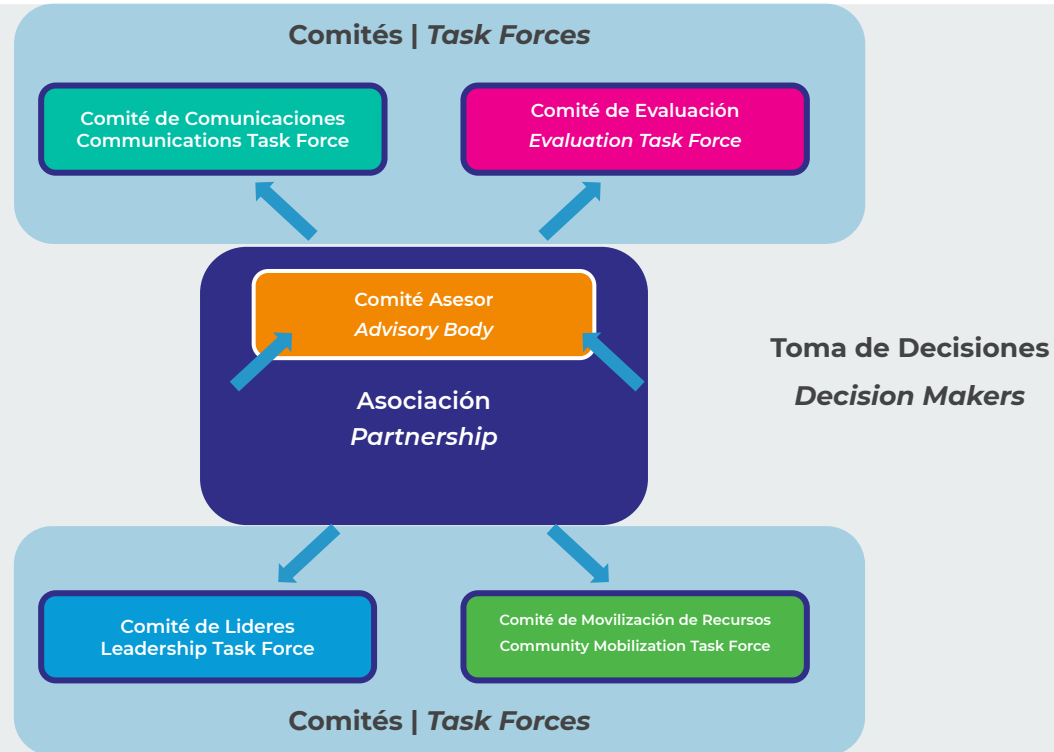 Comités | Task Forces
Comité de Comunicaciones
Communications Task Force
Comité de Evaluación
Evaluation Task Force
Comité Asesor
Advisory Body
Asociación
Partnership
Toma de Decisiones
Decision Makers
Comité de Lideres
Leadership Task Force
Comité de Movilización de Recursos
Community Mobilization Task Force
Comités | Task Forces